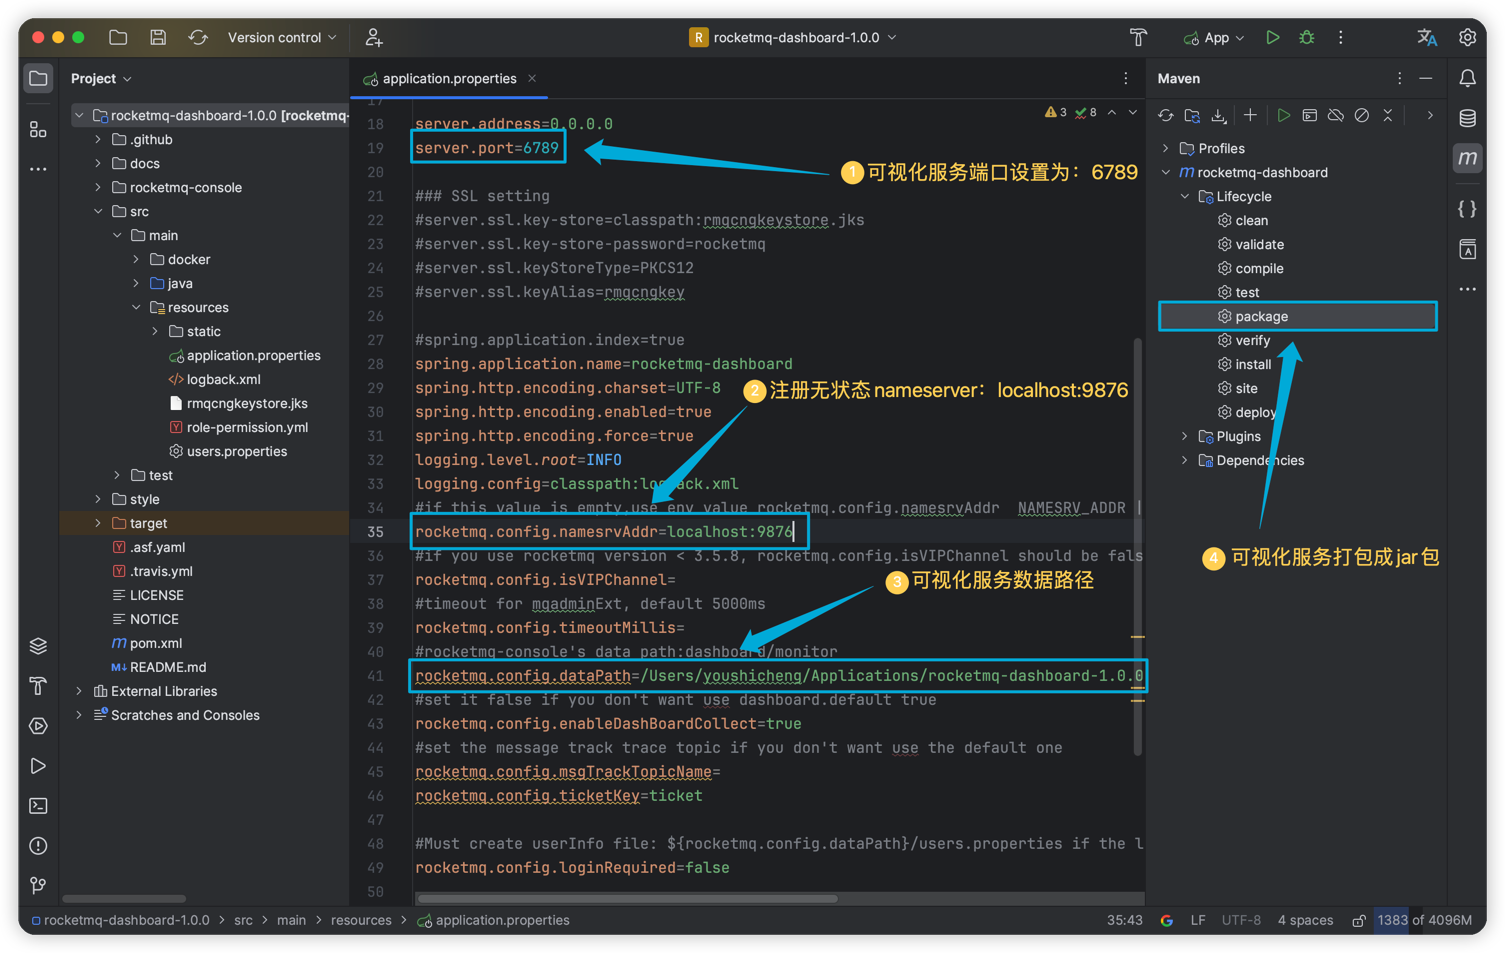 Version control
R rocketmq-dashboard-1.0.0
App
Project
rocketmq-dashboard-1.0.0 [rocketmq-
.github
docs
rocketmq-console
src
main
docker
java
resources
static
application.properties
logback.xml
rmqcngkeystore.jks
role-permission.yml
users.properties
test
style
target
.asf.yaml
.travis.yml
LICENSE
NOTICE
pom.xml
README.md
External Libraries
Scratches and Consoles
application.properties
3 8
17
18 server.address=0.0.0.0
19 server.port=6789
20
21 ### SSL setting
22 #server.ssl.key-store=classpath:rmqcngkeystore.jks
23 #server.ssl.key-store-password=rocketmq
24 #server.ssl.keyStoreType=PKCS12
25 #server.ssl.keyAlias=rmqcngkey
26
27 #spring.application.index=true
28 spring.application.name=rocketmq-dashboard
29 spring.http.encoding.charset=UTF-8
30 spring.http.encoding.enabled=true
31 spring.http.encoding.force=true
32 logging.level.root=INFO
33 logging.config=classpath:logback.xml
34 #if this value is empty,use env value rocketmq.config.namesrvAddr  NAMESRV_ADDR |
35 rocketmq.config.namesrvAddr=localhost:9876
36 #if you use rocketmq version < 3.5.8, rocketmq.config.isVIPChannel should be fals
37 rocketmq.config.isVIPChannel=
38 #timeout for mqadminExt, default 5000ms
39 rocketmq.config.timeoutMillis=
40 #rocketmq-console's data path:dashboard/monitor
41 rocketmq.config.dataPath=/Users/youshicheng/Applications/rocketmq-dashboard-1.0.0
42 #set it false if you don't want use dashboard.default true
43 rocketmq.config.enableDashBoardCollect=true
44 #set the message track trace topic if you don't want use the default one
45 rocketmq.config.msgTrackTopicName=
46 rocketmq.config.ticketKey=ticket
47
48 #Must create userInfo file: ${rocketmq.config.dataPath}/users.properties if the l
49 rocketmq.config.loginRequired=false
50
1 可视化服务端口设置为：6789
2 注册无状态 nameserver：localhost:9876
3 可视化服务数据路径
4 可视化服务打包成 jar 包
Maven
Profiles
rocketmq-dashboard
Lifecycle
clean
validate
compile
test
package
verify
install
site
deploy
Plugins
Dependencies
rocketmq-dashboard-1.0.0 > src > main > resources > application.properties
35:43 LF UTF-8 4 spaces 1383 of 4096M